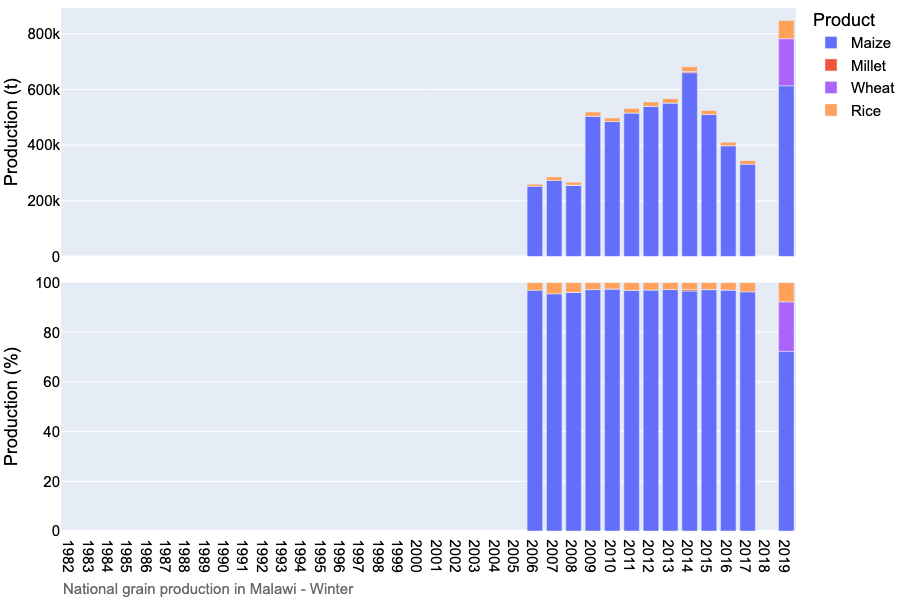 Product
Maize
Millet
Wheat
Rice
Production (t)
800k
600k
400k
200k
0
Production (%)
100
80
60
40
20
0
1982 1983 1984 1985 1986 1987 1988 1989 1990 1991 1992 1993 1994 1995 1996 1997 1998 1999 2000 2001 2002 2003 2004 2005 2006 2007 2008 2009 2010 2011 2012 2013 2014 2015 2016 2017 2018 2019
National grain production in Malawi - Winter